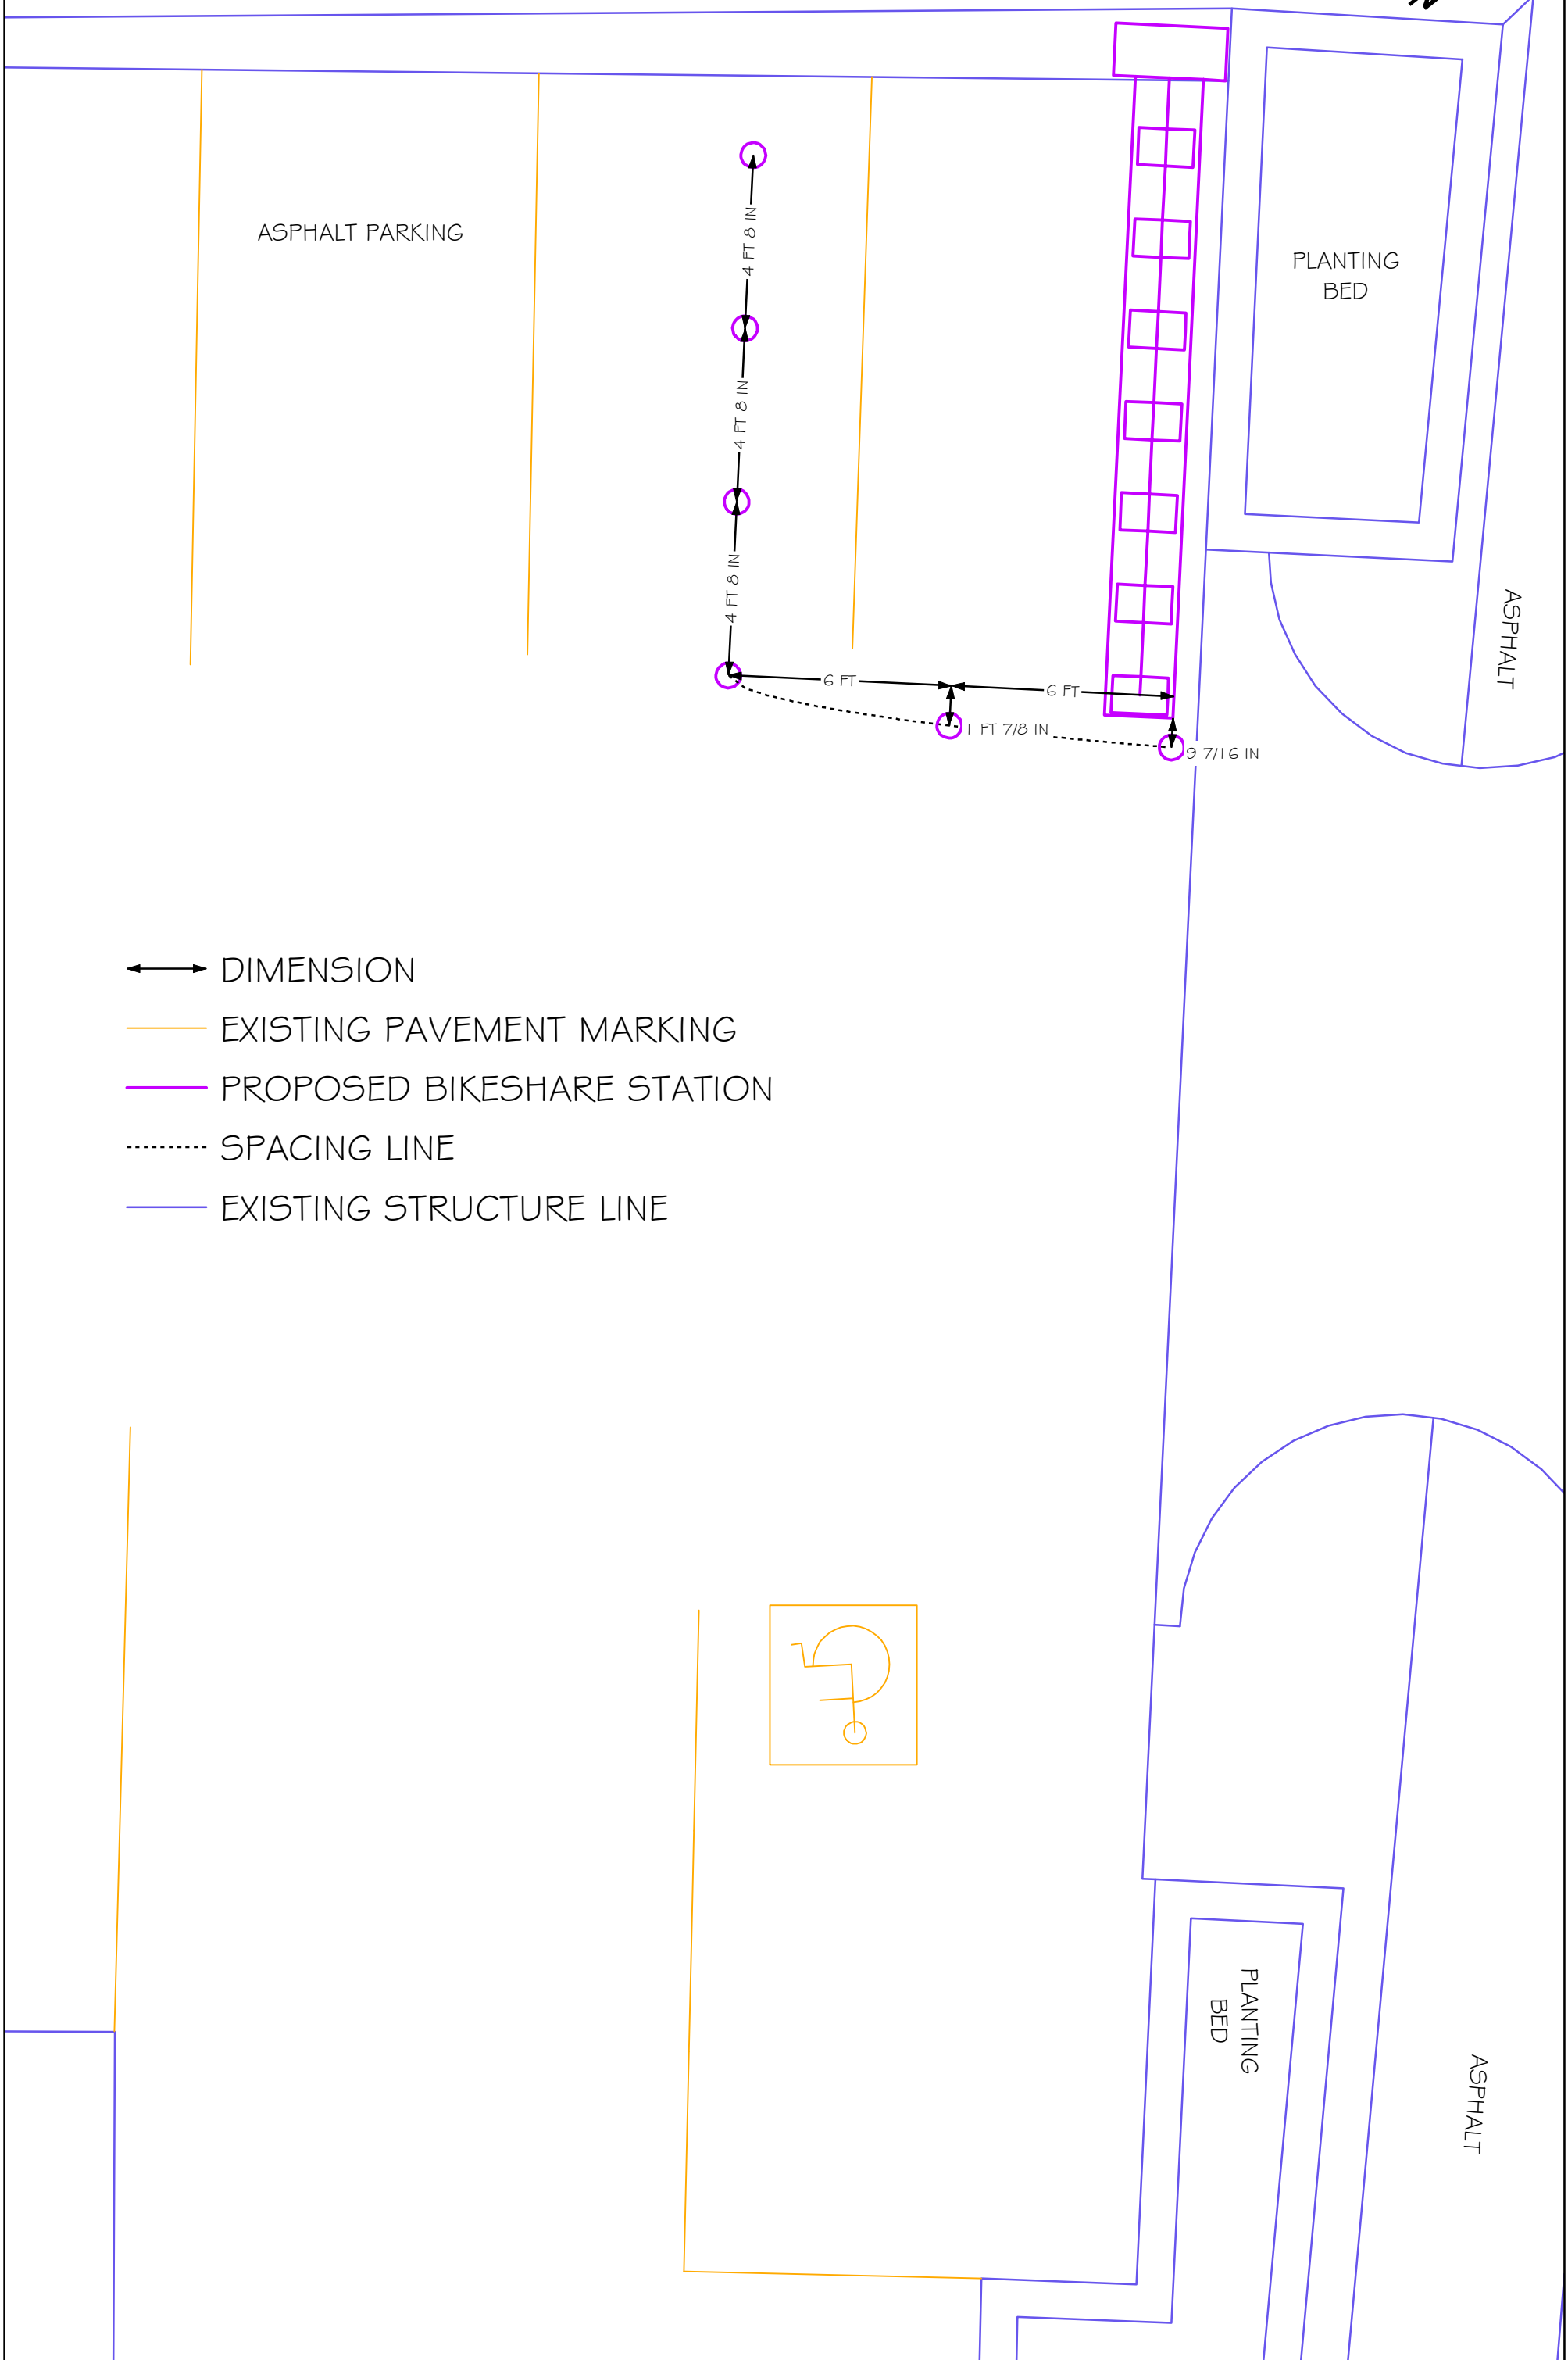 ASPHALT PARKING
4 FT 8 IN
PLANTING
BED
4 FT 8 IN
4 FT 8 IN
ASPHALT
6 FT
6 FT
1 FT 7/8 IN
9 7/16 IN
DIMENSION
EXISTING PAVEMENT MARKING
PROPOSED BIKESHARE STATION
SPACING LINE
EXISTING STRUCTURE LINE
PLANTING
BED
ASPHALT